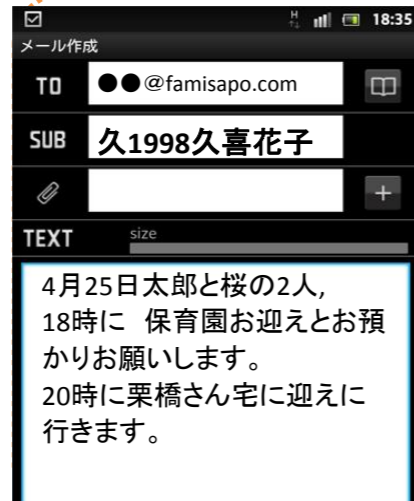 18:35
メール作成
TO ●●@famisapo.com
SUB 久1998久喜花子
TEXT size
4月25日太郎と桜の2人,
18時に 保育園お迎えとお預
かりお願いします。
20時に栗橋さん宅に迎えに
行きます。